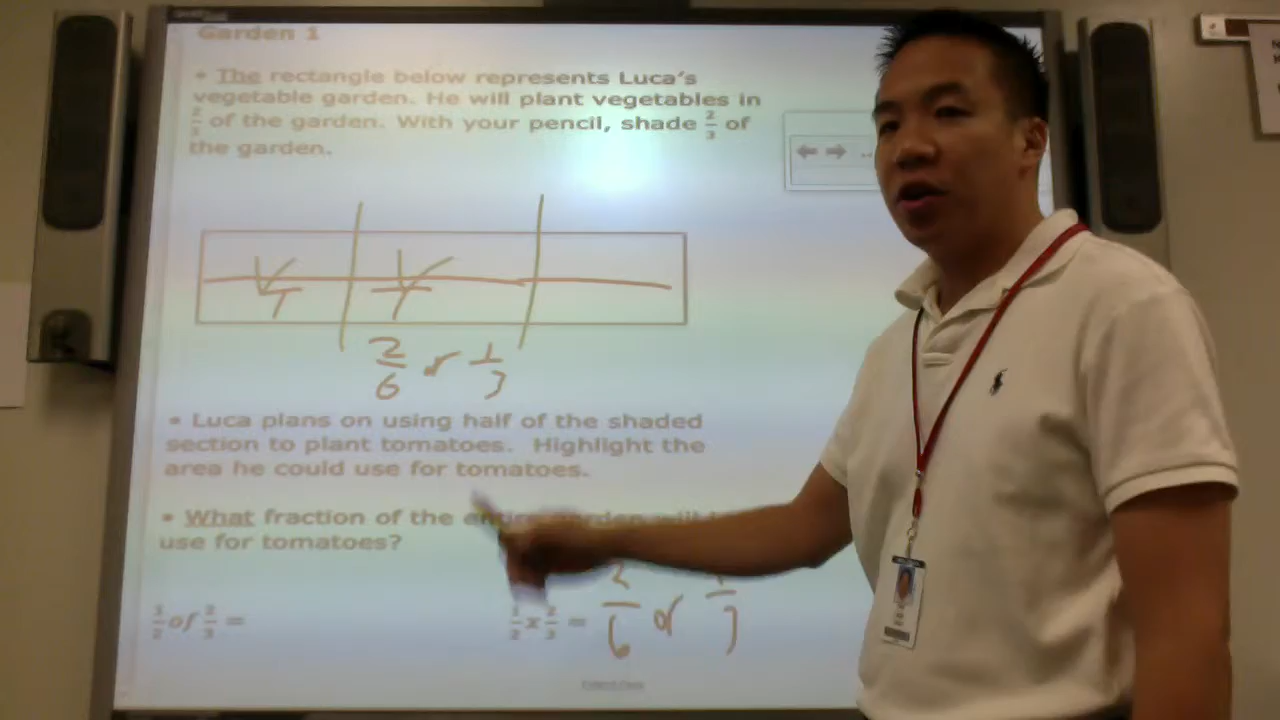 Garden 1
• The rectangle below represents Luca's
vegetable garden. He will plant vegetables in
2/3 of the garden. With your pencil, shade 2/3 of
the garden.
V V
T T
2/6 or 1/3
• Luca plans on using half of the shaded
section to plant tomatoes. Highlight the
area he could use for tomatoes.
• What fraction of the entire garden will
use for tomatoes?
1/2 of 2/3 =
1/2 x 2/3 = 2/6 or 1/3